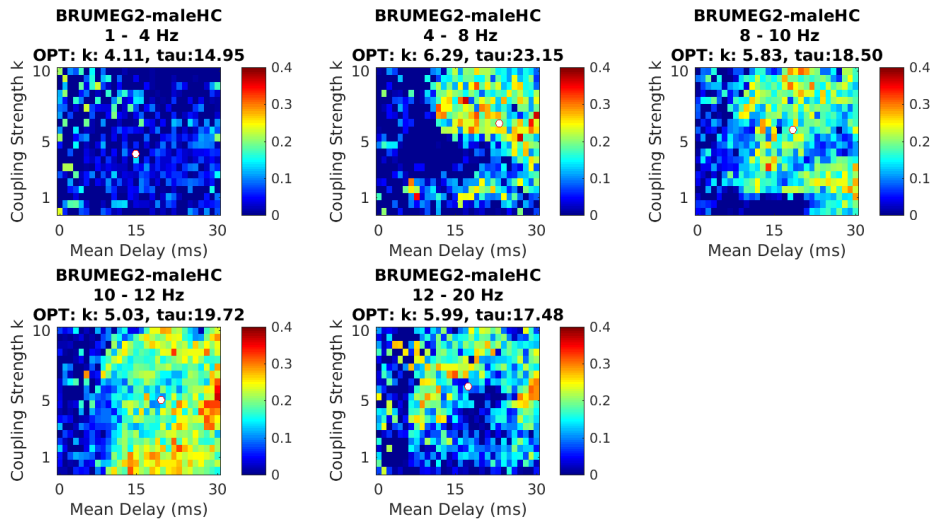 BRUMEG2-maleHC
1 - 4 Hz
OPT: k: 4.11, tau:14.95
Coupling Strength k
10
5
1
0
15
30
Mean Delay (ms)
0.4
0.3
0.2
0.1
0
BRUMEG2-maleHC
4 - 8 Hz
OPT: k: 6.29, tau:23.15
Coupling Strength k
10
5
1
0
15
30
Mean Delay (ms)
0.4
0.3
0.2
0.1
0
BRUMEG2-maleHC
8 - 10 Hz
OPT: k: 5.83, tau:18.50
Coupling Strength k
10
5
1
0
15
30
Mean Delay (ms)
0.4
0.3
0.2
0.1
0
BRUMEG2-maleHC
10 - 12 Hz
OPT: k: 5.03, tau:19.72
Coupling Strength k
10
5
1
0
15
30
Mean Delay (ms)
0.4
0.3
0.2
0.1
0
BRUMEG2-maleHC
12 - 20 Hz
OPT: k: 5.99, tau:17.48
Coupling Strength k
10
5
1
0
15
30
Mean Delay (ms)
0.4
0.3
0.2
0.1
0